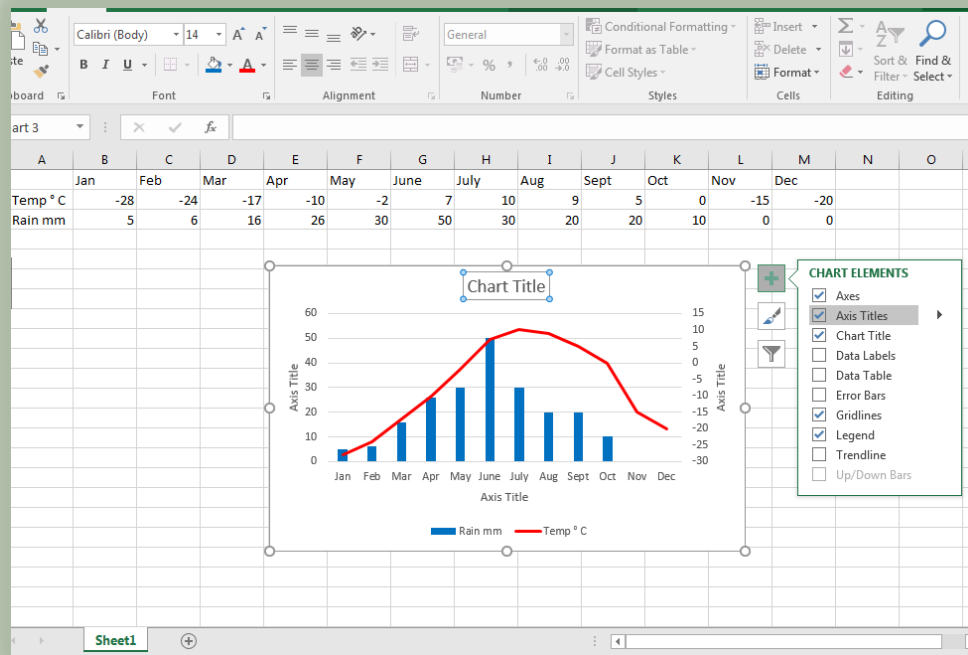 Calibri (Body) 14 A A General Conditional Formatting Insert Σ A Z
ste Format as Table Delete
B I U A % , Cell Styles Format Sort & Find &
Filter Select
board Font Alignment Number Styles Cells Editing
art 3 fx
A B C D E F G H I J K L M N O
Jan Feb Mar Apr May June July Aug Sept Oct Nov Dec
Temp ° C -28 -24 -17 -10 -2 7 10 9 5 0 -15 -20
Rain mm 5 6 16 26 30 50 30 20 20 10 0 0
Chart Title
60
50
40
30
20
10
0
Axis Title
15
10
5
0
-5
-10
-15
-20
-25
-30
Axis Title
Jan Feb Mar Apr May June July Aug Sept Oct Nov Dec
Axis Title
Rain mm Temp ° C
CHART ELEMENTS
Axes
Axis Titles
Chart Title
Data Labels
Data Table
Error Bars
Gridlines
Legend
Trendline
Up/Down Bars
Sheet1